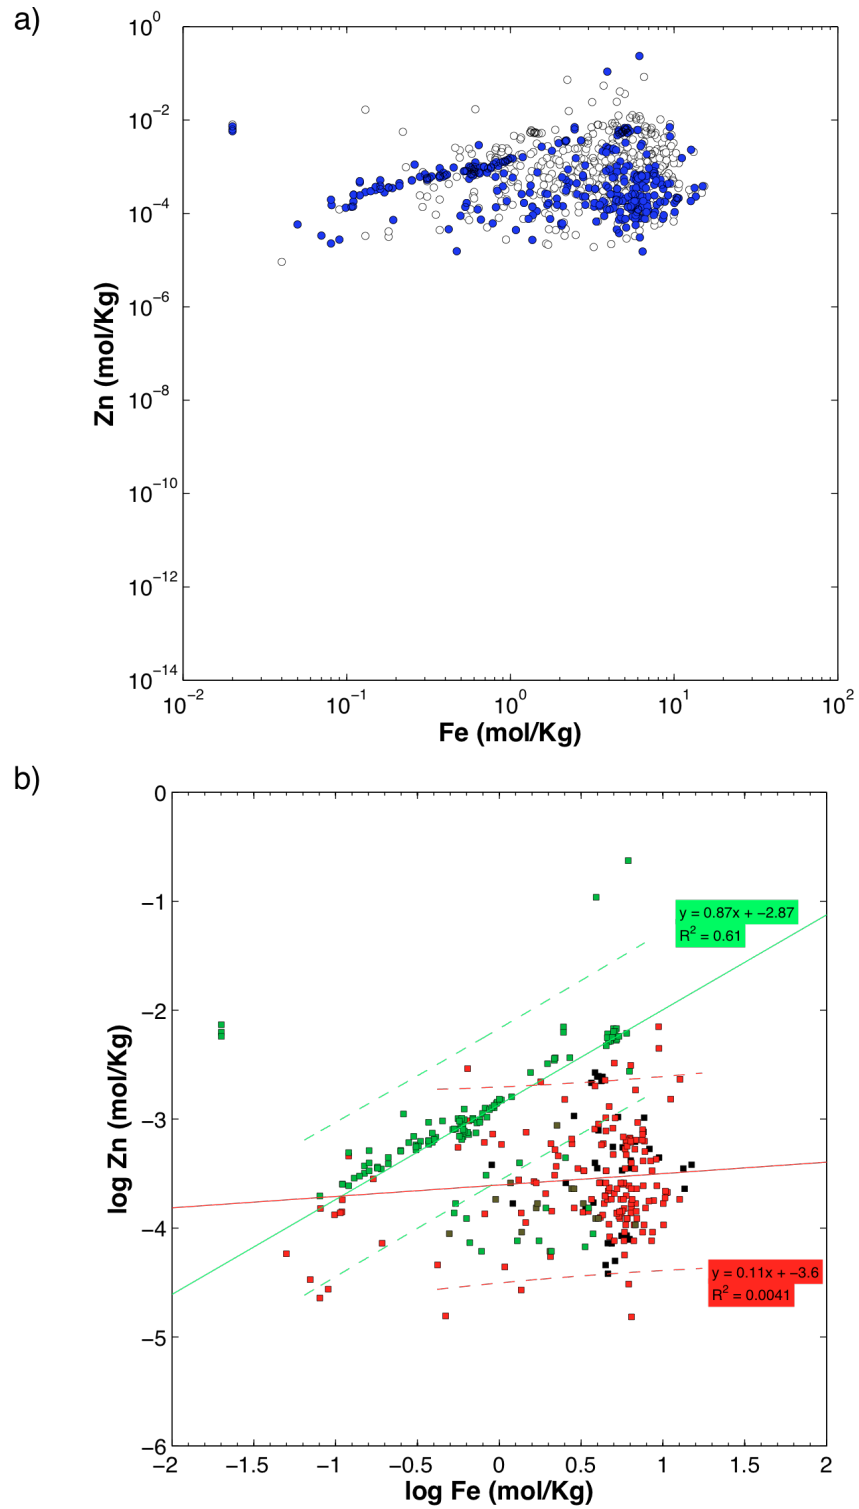 a)
10^0
10^−2
10^−4
10^−6
10^−8
10^−10
10^−12
10^−14
Zn (mol/Kg)
10^−2 10^−1 10^0 10^1 10^2
Fe (mol/Kg)
b)
0
−1
−2
−3
−4
−5
−6
log Zn (mol/Kg)
y = 0.87x + −2.87
R^2 = 0.61
y = 0.11x + −3.6
R^2 = 0.0041
−2 −1.5 −1 −0.5 0 0.5 1 1.5 2
log Fe (mol/Kg)